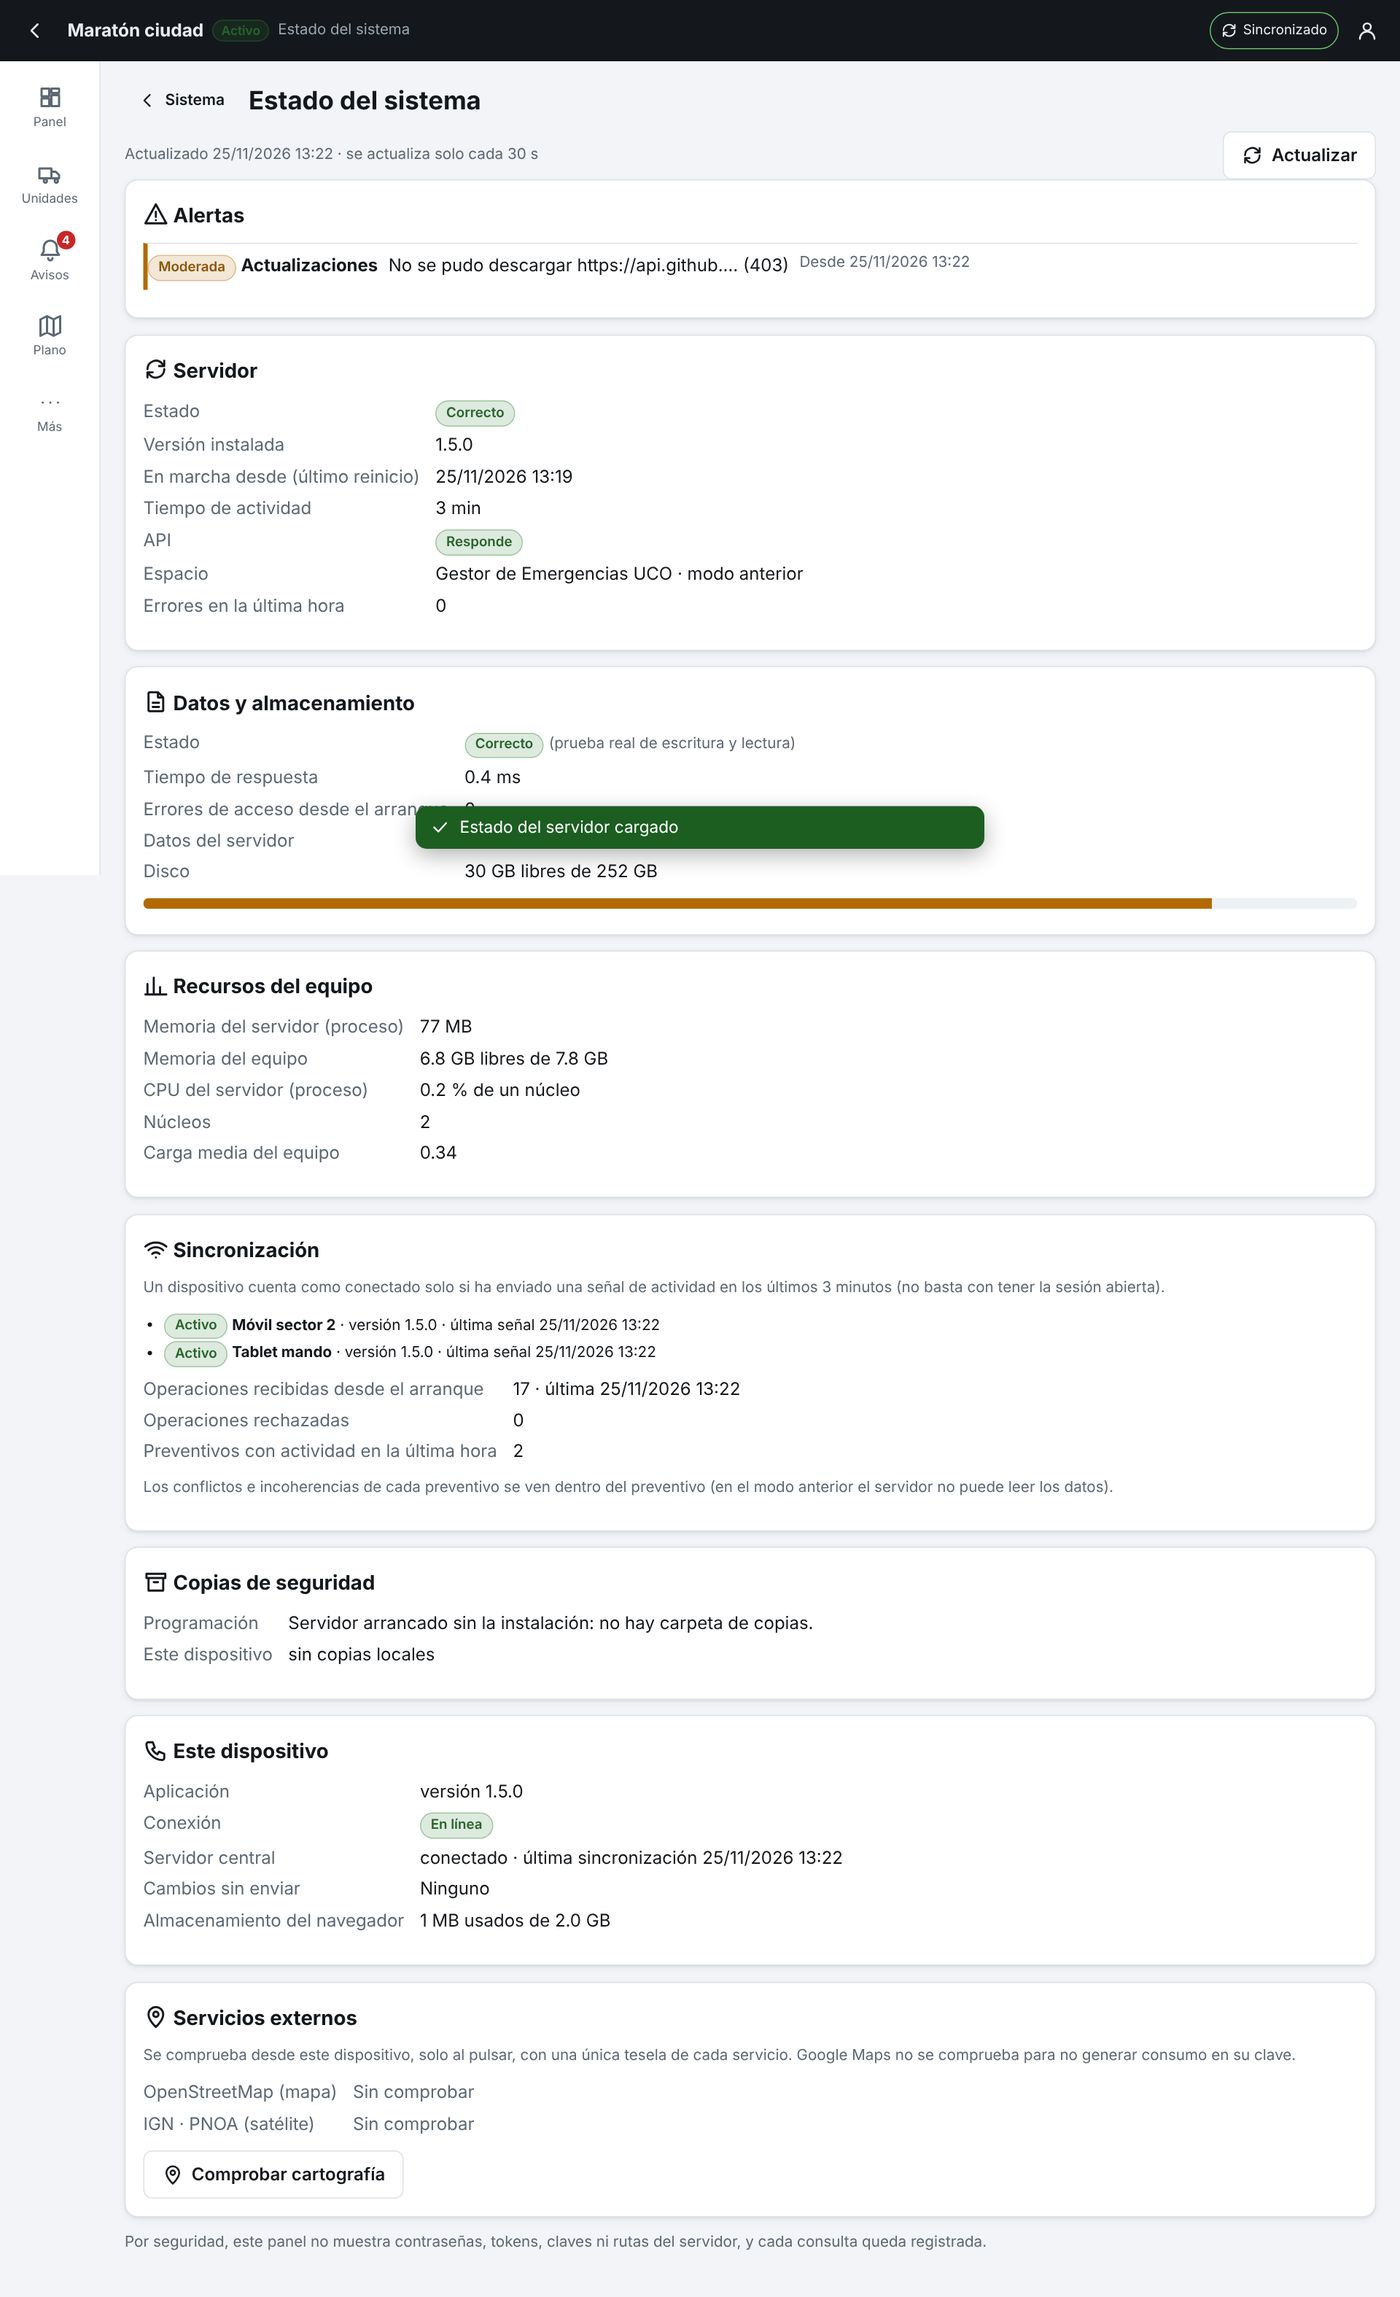 Maratón ciudad Activo Estado del sistema Sincronizado
Panel
Unidades
4
Avisos
Plano
Más
Sistema Estado del sistema
Actualizado 25/11/2026 13:22 · se actualiza solo cada 30 s Actualizar
Alertas
Moderada Actualizaciones No se pudo descargar https://api.github.... (403) Desde 25/11/2026 13:22
Servidor
Estado Correcto
Versión instalada 1.5.0
En marcha desde (último reinicio) 25/11/2026 13:19
Tiempo de actividad 3 min
API Responde
Espacio Gestor de Emergencias UCO · modo anterior
Errores en la última hora 0
Datos y almacenamiento
Estado Correcto (prueba real de escritura y lectura)
Tiempo de respuesta 0.4 ms
Errores de acceso desde el
Estado del servidor cargado
Datos del servidor
Disco 30 GB libres de 252 GB
Recursos del equipo
Memoria del servidor (proceso) 77 MB
Memoria del equipo 6.8 GB libres de 7.8 GB
CPU del servidor (proceso) 0.2 % de un núcleo
Núcleos 2
Carga media del equipo 0.34
Sincronización
Un dispositivo cuenta como conectado solo si ha enviado una señal de actividad en los últimos 3 minutos (no basta con tener la sesión abierta).
• Activo Móvil sector 2 · versión 1.5.0 · última señal 25/11/2026 13:22
• Activo Tablet mando · versión 1.5.0 · última señal 25/11/2026 13:22
Operaciones recibidas desde el arranque 17 · última 25/11/2026 13:22
Operaciones rechazadas 0
Preventivos con actividad en la última hora 2
Los conflictos e incoherencias de cada preventivo se ven dentro del preventivo (en el modo anterior el servidor no puede leer los datos).
Copias de seguridad
Programación Servidor arrancado sin la instalación: no hay carpeta de copias.
Este dispositivo sin copias locales
Este dispositivo
Aplicación versión 1.5.0
Conexión En línea
Servidor central conectado · última sincronización 25/11/2026 13:22
Cambios sin enviar Ninguno
Almacenamiento del navegador 1 MB usados de 2.0 GB
Servicios externos
Se comprueba desde este dispositivo, solo al pulsar, con una única tesela de cada servicio. Google Maps no se comprueba para no generar consumo en su clave.
OpenStreetMap (mapa) Sin comprobar
IGN · PNOA (satélite) Sin comprobar
Comprobar cartografía
Por seguridad, este panel no muestra contraseñas, tokens, claves ni rutas del servidor, y cada consulta queda registrada.